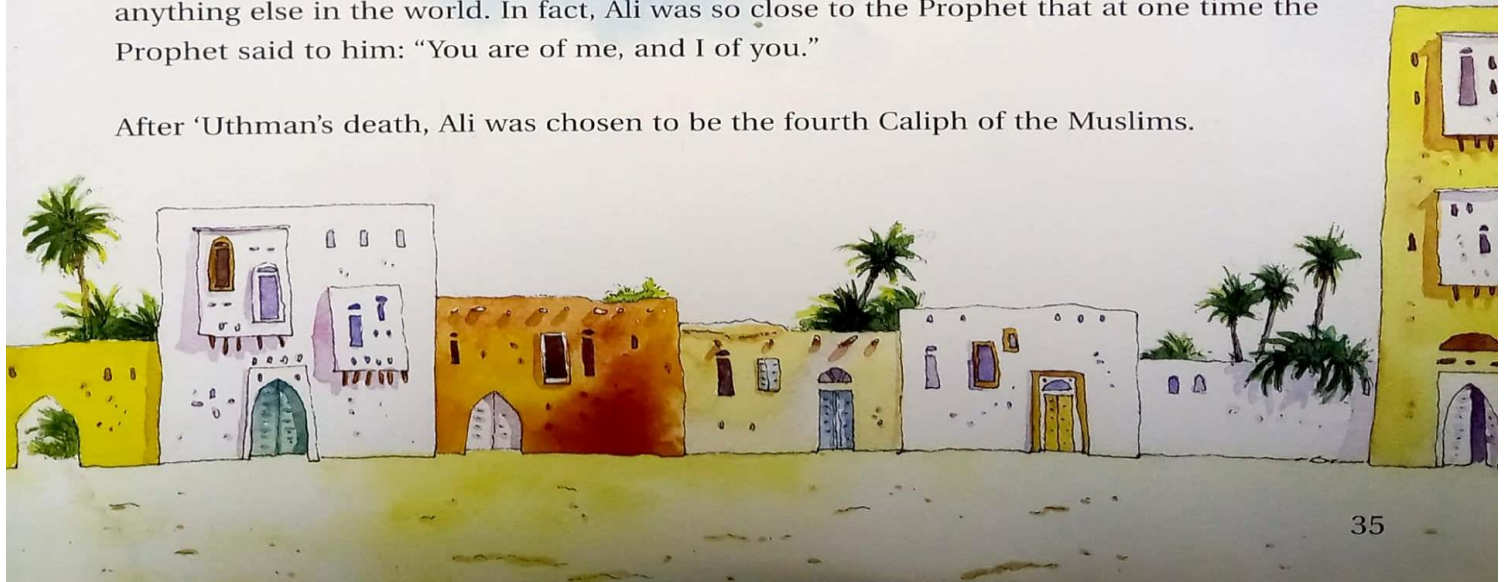 anything else in the world. In fact, Ali was so close to the Prophet that at one time the
Prophet said to him: “You are of me, and I of you.”
After ‘Uthman’s death, Ali was chosen to be the fourth Caliph of the Muslims.
35